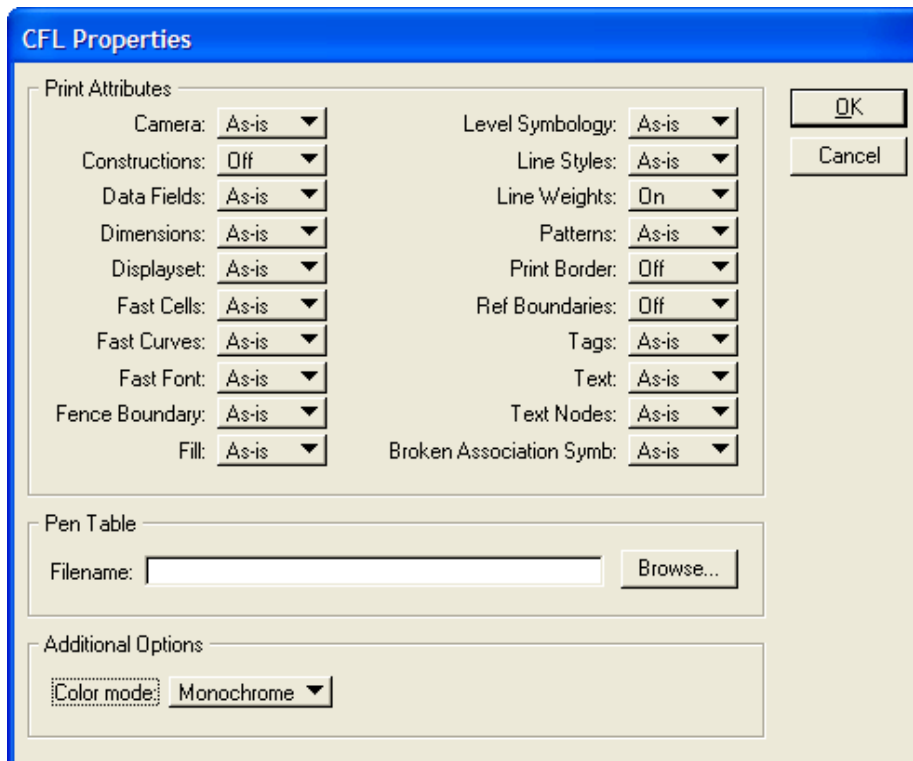 CFL Properties
Print Attributes
Camera: As-is Level Symbology: As-is
Constructions: Off Line Styles: As-is
Data Fields: As-is Line Weights: On
Dimensions: As-is Patterns: As-is
Displayset: As-is Print Border: Off
Fast Cells: As-is Ref Boundaries: Off
Fast Curves: As-is Tags: As-is
Fast Font: As-is Text: As-is
Fence Boundary: As-is Text Nodes: As-is
Fill: As-is Broken Association Symb: As-is
OK
Cancel
Pen Table
Filename: Browse...
Additional Options
Color mode: Monochrome